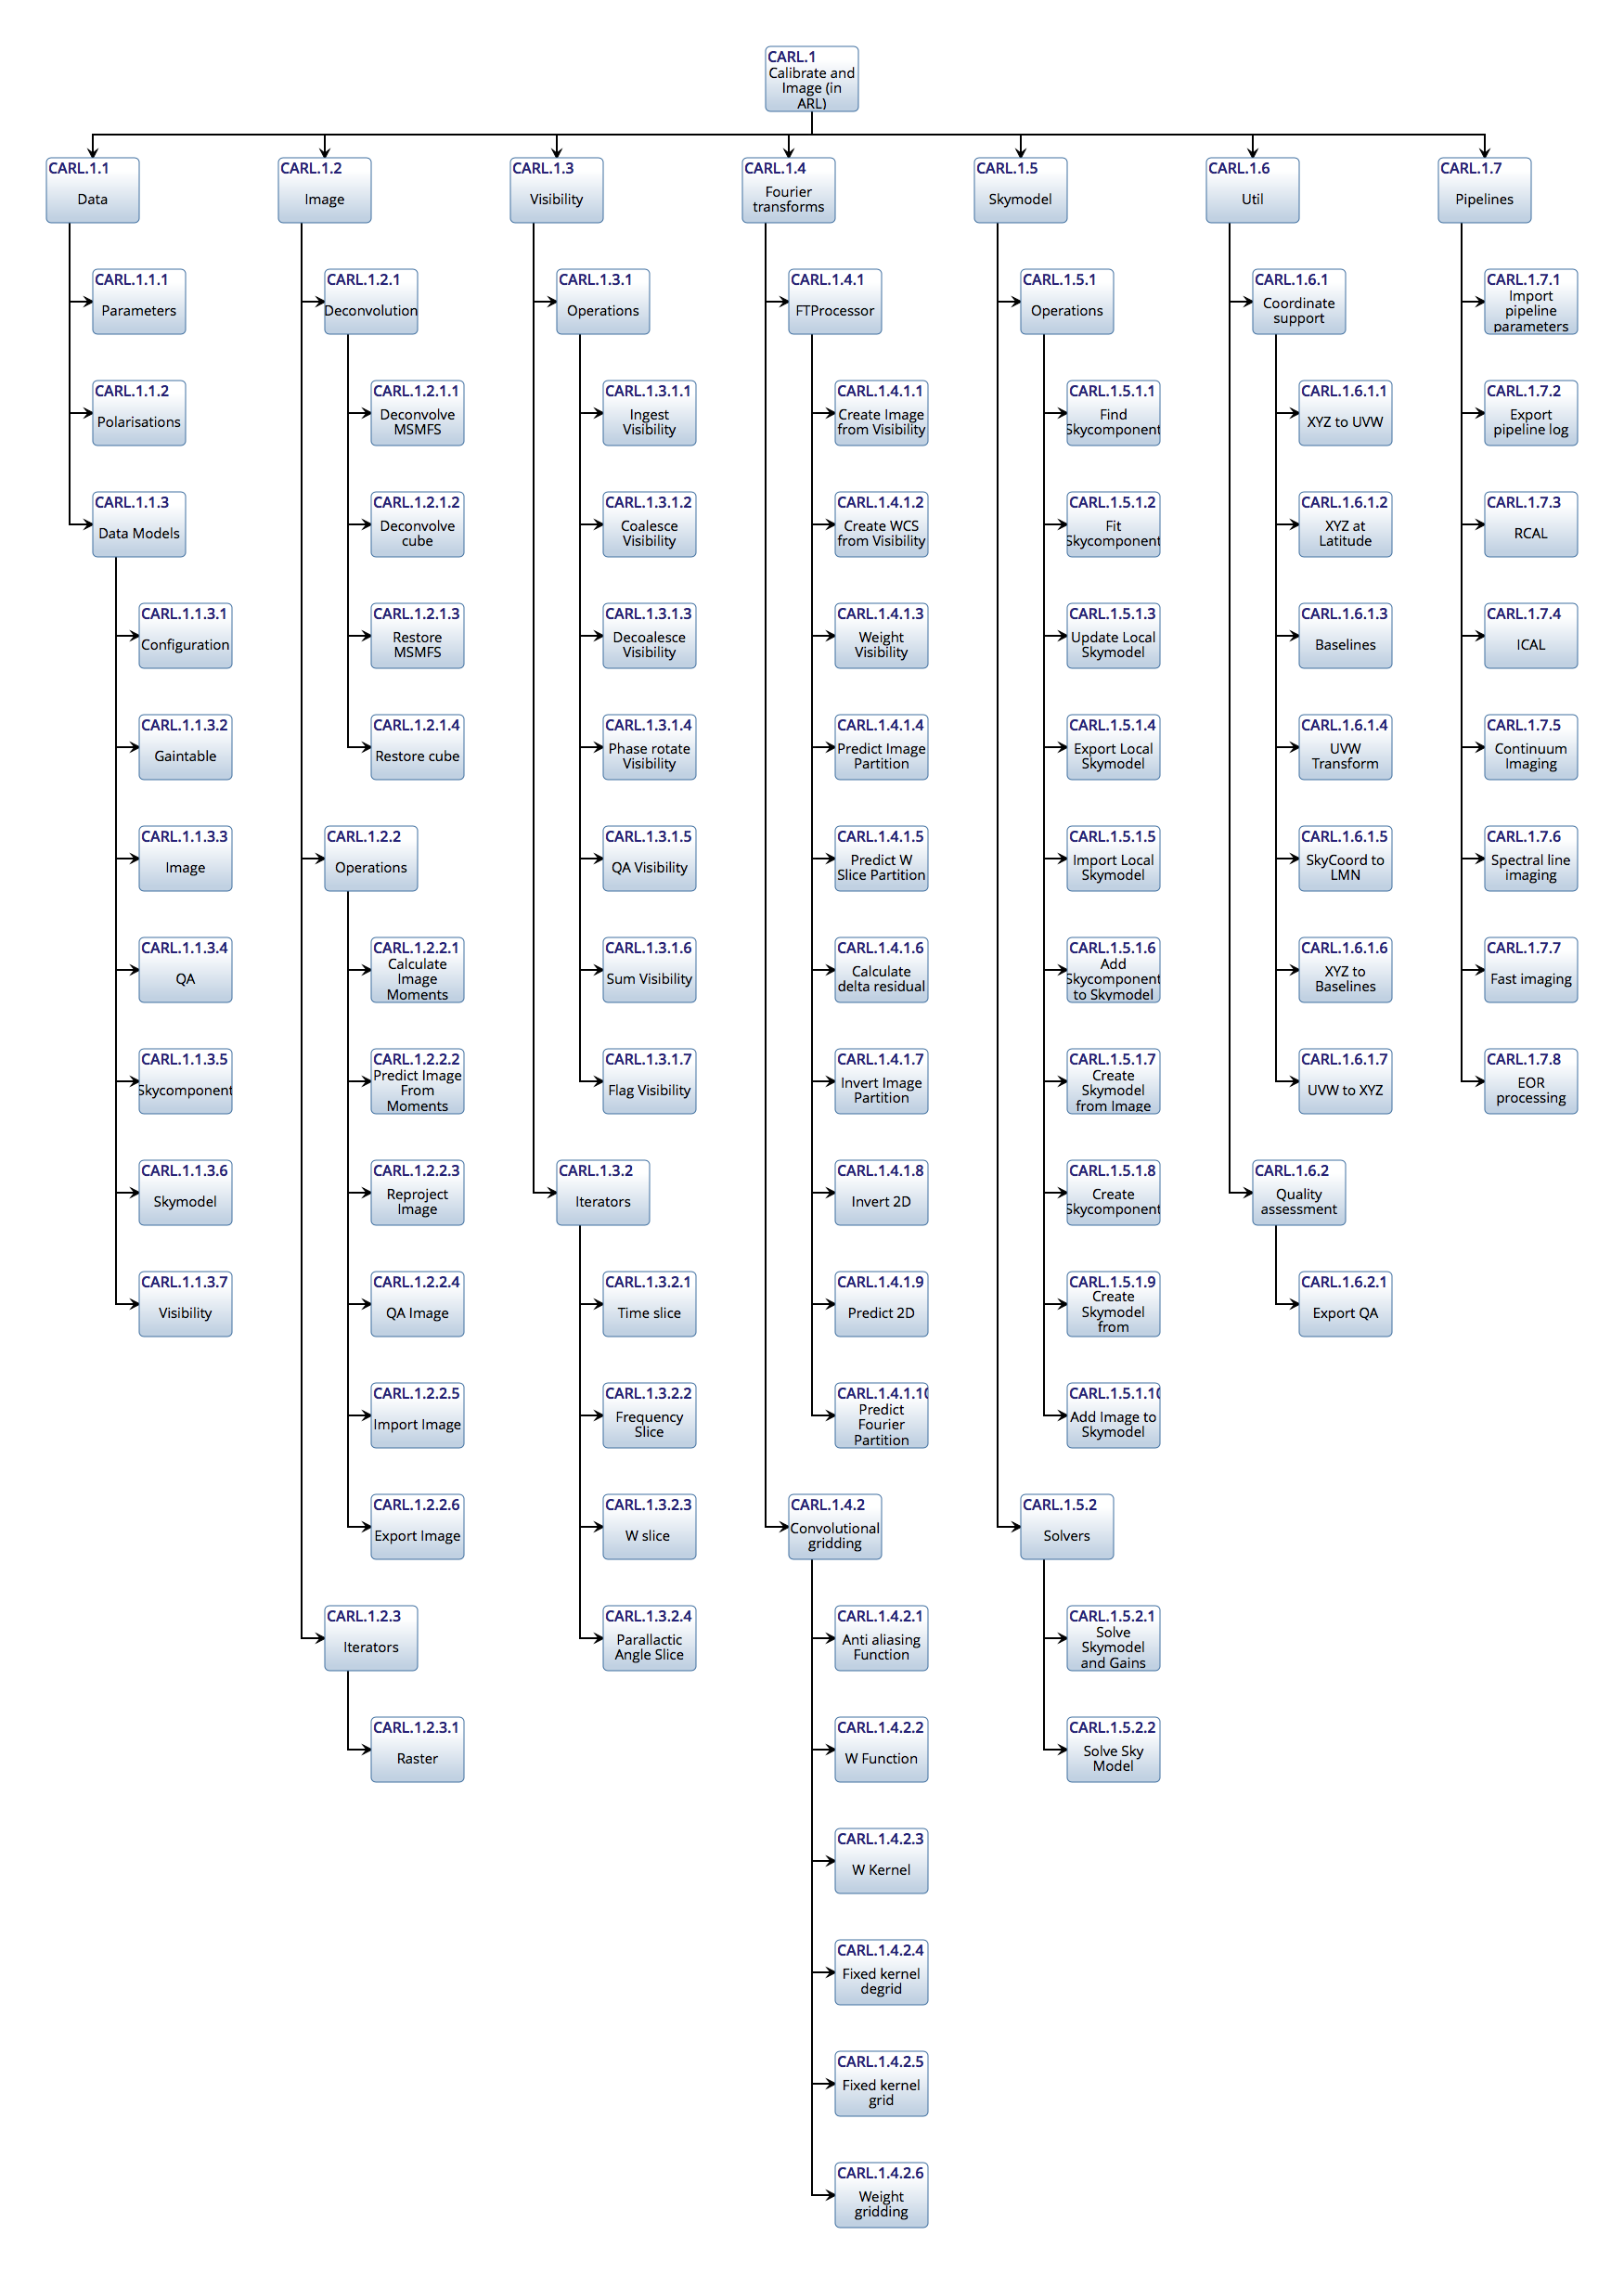 CARL.1
Calibrate and
Image (in
ARL)
CARL.1.1
Data
CARL.1.1.1
Parameters
CARL.1.1.2
Polarisations
CARL.1.1.3
Data Models
CARL.1.1.3.1
Configuration
CARL.1.1.3.2
Gaintable
CARL.1.1.3.3
Image
CARL.1.1.3.4
QA
CARL.1.1.3.5
Skycomponent
CARL.1.1.3.6
Skymodel
CARL.1.1.3.7
Visibility
CARL.1.2
Image
CARL.1.2.1
Deconvolution
CARL.1.2.1.1
Deconvolve
MSMFS
CARL.1.2.1.2
Deconvolve
cube
CARL.1.2.1.3
Restore
MSMFS
CARL.1.2.1.4
Restore cube
CARL.1.2.2
Operations
CARL.1.2.2.1
Calculate
Image
Moments
CARL.1.2.2.2
Predict Image
From
Moments
CARL.1.2.2.3
Reproject
Image
CARL.1.2.2.4
QA Image
CARL.1.2.2.5
Import Image
CARL.1.2.2.6
Export Image
CARL.1.2.3
Iterators
CARL.1.2.3.1
Raster
CARL.1.3
Visibility
CARL.1.3.1
Operations
CARL.1.3.1.1
Ingest
Visibility
CARL.1.3.1.2
Coalesce
Visibility
CARL.1.3.1.3
Decoalesce
Visibility
CARL.1.3.1.4
Phase rotate
Visibility
CARL.1.3.1.5
QA Visibility
CARL.1.3.1.6
Sum Visibility
CARL.1.3.1.7
Flag Visibility
CARL.1.3.2
Iterators
CARL.1.3.2.1
Time slice
CARL.1.3.2.2
Frequency
Slice
CARL.1.3.2.3
W slice
CARL.1.3.2.4
Parallactic
Angle Slice
CARL.1.4
Fourier
transforms
CARL.1.4.1
FTProcessor
CARL.1.4.1.1
Create Image
from Visibility
CARL.1.4.1.2
Create WCS
from Visibility
CARL.1.4.1.3
Weight
Visibility
CARL.1.4.1.4
Predict Image
Partition
CARL.1.4.1.5
Predict W
Slice Partition
CARL.1.4.1.6
Calculate
delta residual
CARL.1.4.1.7
Invert Image
Partition
CARL.1.4.1.8
Invert 2D
CARL.1.4.1.9
Predict 2D
CARL.1.4.1.10
Predict
Fourier
Partition
CARL.1.4.2
Convolutional
gridding
CARL.1.4.2.1
Anti aliasing
Function
CARL.1.4.2.2
W Function
CARL.1.4.2.3
W Kernel
CARL.1.4.2.4
Fixed kernel
degrid
CARL.1.4.2.5
Fixed kernel
grid
CARL.1.4.2.6
Weight
gridding
CARL.1.5
Skymodel
CARL.1.5.1
Operations
CARL.1.5.1.1
Find
Skycomponent
CARL.1.5.1.2
Fit
Skycomponent
CARL.1.5.1.3
Update Local
Skymodel
CARL.1.5.1.4
Export Local
Skymodel
CARL.1.5.1.5
Import Local
Skymodel
CARL.1.5.1.6
Add
Skycomponent
to Skymodel
CARL.1.5.1.7
Create
Skymodel
from Image
CARL.1.5.1.8
Create
Skycomponent
CARL.1.5.1.9
Create
Skymodel
from
CARL.1.5.1.10
Add Image to
Skymodel
CARL.1.5.2
Solvers
CARL.1.5.2.1
Solve
Skymodel
and Gains
CARL.1.5.2.2
Solve Sky
Model
CARL.1.6
Util
CARL.1.6.1
Coordinate
support
CARL.1.6.1.1
XYZ to UVW
CARL.1.6.1.2
XYZ at
Latitude
CARL.1.6.1.3
Baselines
CARL.1.6.1.4
UVW
Transform
CARL.1.6.1.5
SkyCoord to
LMN
CARL.1.6.1.6
XYZ to
Baselines
CARL.1.6.1.7
UVW to XYZ
CARL.1.6.2
Quality
assessment
CARL.1.6.2.1
Export QA
CARL.1.7
Pipelines
CARL.1.7.1
Import
pipeline
parameters
CARL.1.7.2
Export
pipeline log
CARL.1.7.3
RCAL
CARL.1.7.4
ICAL
CARL.1.7.5
Continuum
Imaging
CARL.1.7.6
Spectral line
imaging
CARL.1.7.7
Fast imaging
CARL.1.7.8
EOR
processing